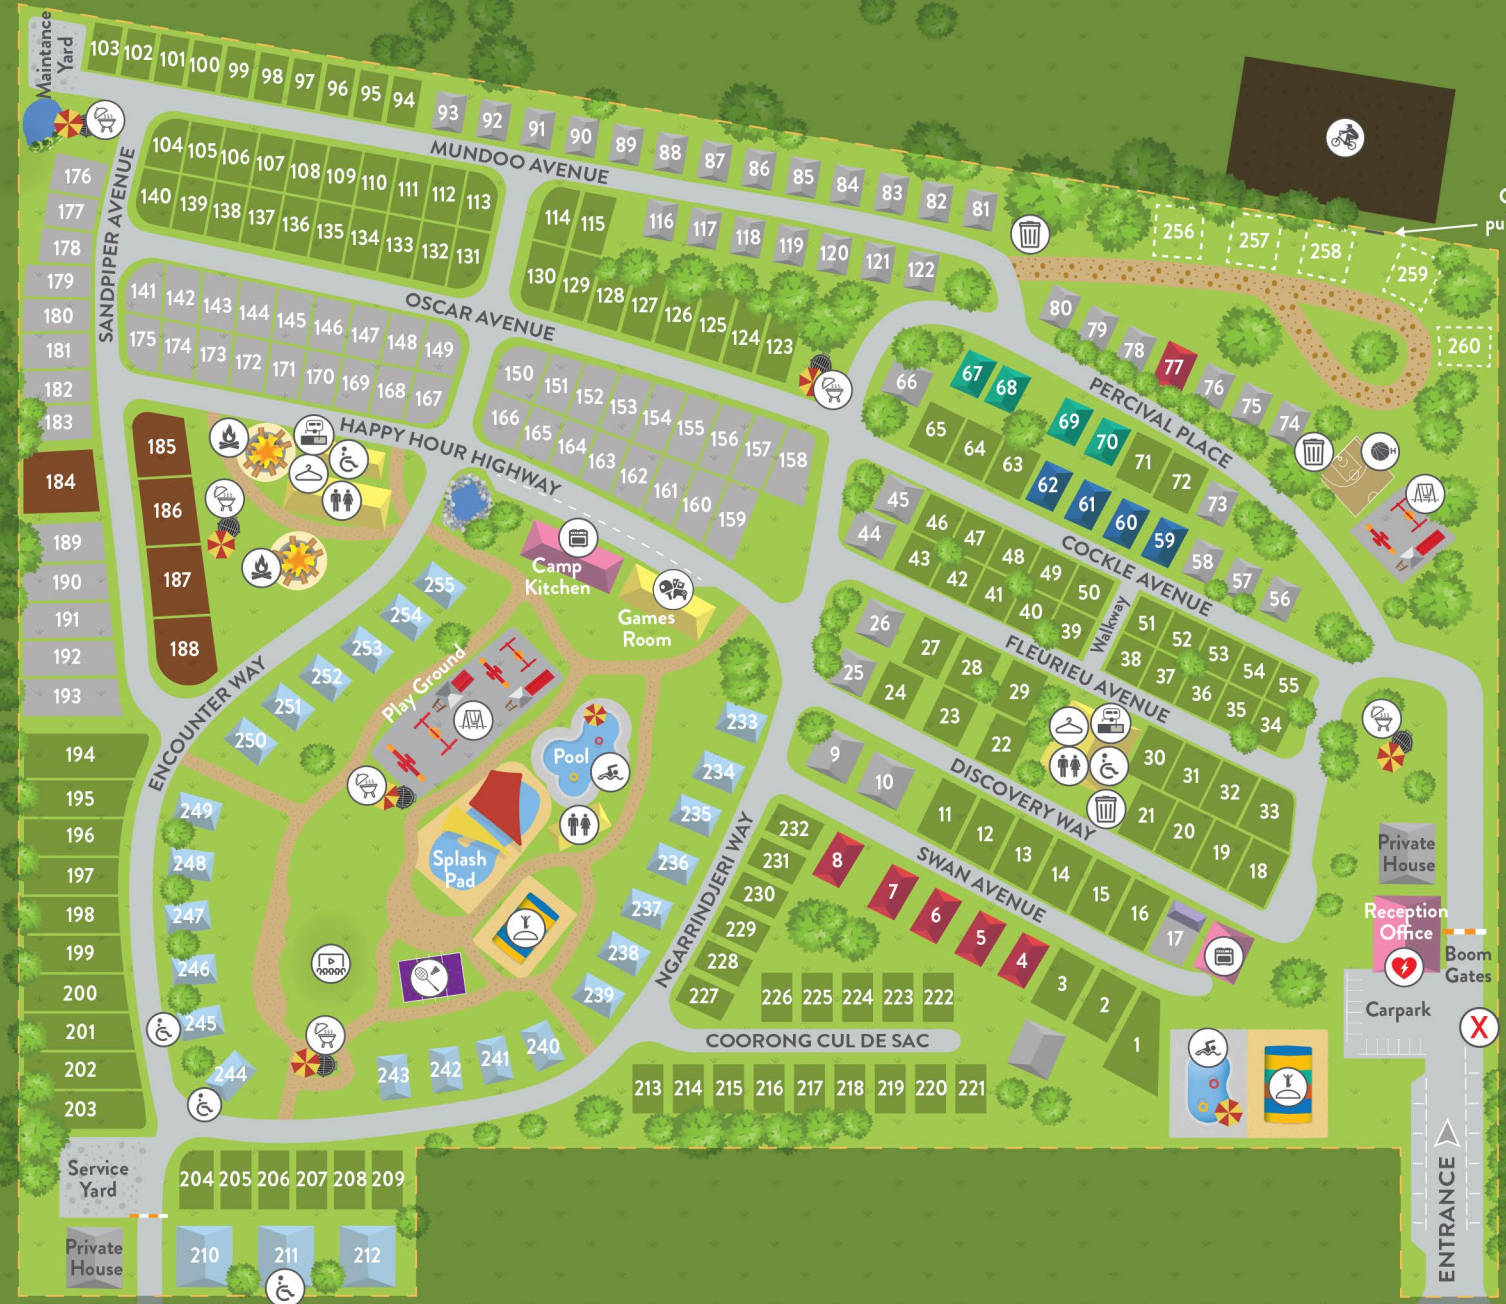 Maintance
Yard
103 102 101 100 99 98 97 96 95 94
93 92 91 90 89 88 87 86 85 84 83 82 81
MUNDOO AVENUE
104 105 106 107 108 109 110 111 112 113
140 139 138 137 136 135 134 133 132 131
114 115
116 117 118 119 120 121 122
130 129 128 127 126 125 124 123
SANDPIPER AVENUE
176
177
178
179
180
181
182
183
184
189
190
191
192
193
OSCAR AVENUE
141 142 143 144 145 146 147 148 149
175 174 173 172 171 170 169 168 167
150 151 152 153 154 155 156 157 158
166 165 164 163 162 161 160 159
HAPPY HOUR HIGHWAY
185
186
187
188
Camp
Kitchen
Games
Room
256 257 258 259
260
pu
80 79 78 77 76 75 74
PERCIVAL PLACE
66 67 68 69 70 71 72 73
65 64 63 62 61 60 59 58 57 56
H
COCKLE AVENUE
45 46 47 48 49 50
44 43 42 41 40 39
Walkway
51 52 53 54 55
38 37 36 35 34
FLEURIEU AVENUE
26 27 28 29
25 24 23 22
30 31 32 33
21 20 19 18
DISCOVERY WAY
9 10 11 12 13 14 15 16 17
SWAN AVENUE
8 7 6 5 4 3 2 1
ENCOUNTER WAY
255
254
253
252
251
250
249
248
247
246
245
244
243 242 241 240
Play Ground
Pool
Splash
Pad
233
234
235
236
237
238
239
NGARRINDJERI WAY
232
231
230
229
228
227
226 225 224 223 222
COORONG CUL DE SAC
213 214 215 216 217 218 219 220 221
194
195
196
197
198
199
200
201
202
203
Service
Yard
204 205 206 207 208 209
Private
House
210 211 212
Private
House
Reception
Office
Boom
Gates
Carpark
X
ENTRANCE